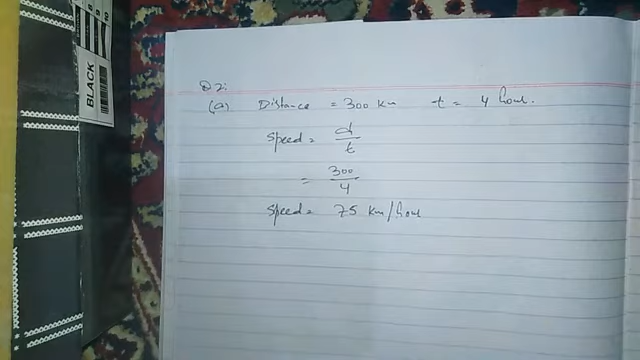 BLACK
Q2:
(a) Distance = 300 km t = 4 hour.
Speed = d/t
= 300/4
Speed = 75 km/hour